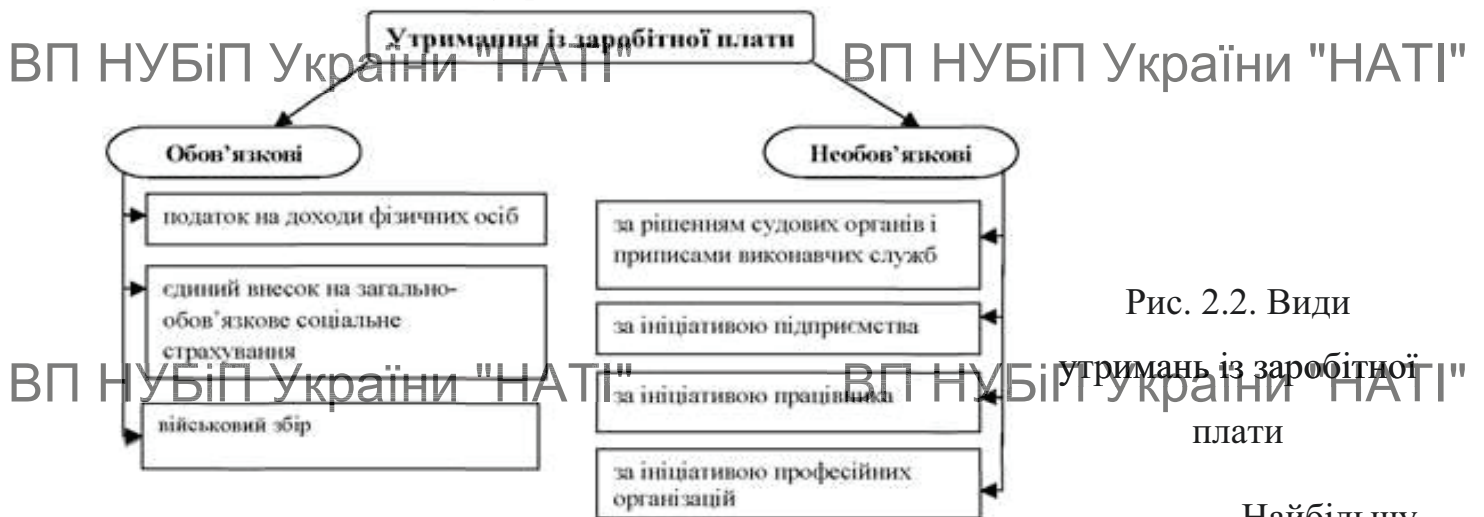 Утримання із заробітної плати
ВП НУБіП України "НАТІ"
ВП НУБіП України "НАТІ"
Обов’язкові
Необов’язкові
податок на доходи фізичних осіб
єдиний внесок на загально-
обов’язкове соціальне
страхування
військовий збір
за рішенням судових органів і
приписами виконавчих служб
за ініціативою підприємства
за ініціативою працівника
за ініціативою професійних
організацій
ВП НУБіП України "НАТІ"
ВП НУБіП України "НАТІ"
Рис. 2.2. Види
утримань із заробітної
плати
Найбільшу